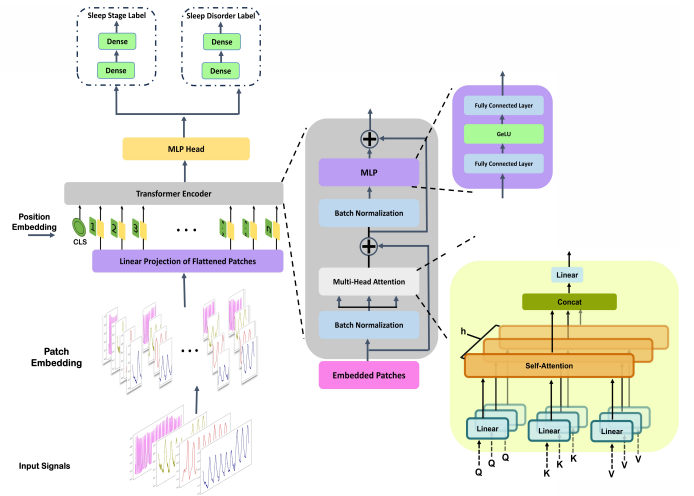 Sleep Stage Label
Sleep Disorder Label
Dense
Dense
Dense
Dense
MLP Head
Transformer Encoder
Position
Embedding
CLS
Linear Projection of Flattened Patches
Patch
Embedding
Input Signals
MLP
Batch Normalization
Multi-Head Attention
Batch Normalization
Embedded Patches
Fully Connected Layer
GeLU
Fully Connected Layer
Linear
Concat
h
Self-Attention
Linear
Linear
Linear
Q
Q
Q
K
K
K
V
V
V